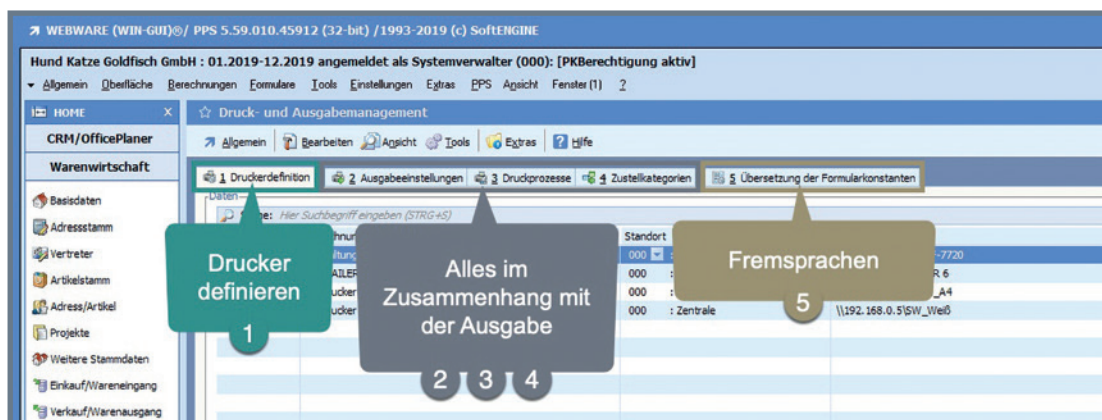 WEBWARE (WIN-GUI)®/ PPS 5.59.010.45912 (32-bit) /1993-2019 (c) SoftENGINE
Hund Katze Goldfisch GmbH : 01.2019-12.2019 angemeldet als Systemverwalter (000): [PKBerechtigung aktiv]
Allgemein Oberfläche Berechnungen Formulare Tools Einstellungen Extras PPS Ansicht Fenster (1) 2
HOME X
Druck- und Ausgabemanagement
CRM/OfficePlaner
Allgemein Bearbeiten Ansicht Tools Extras Hilfe
Warenwirtschaft
1 Druckerdefinition 2 Ausgabeeinstellungen 3 Druckprozesse 4 Zustellkategorien 5 Übersetzung der Formularkonstanten
Daten
Basisdaten
Hier Suchbegriff eingeben (STRG+S)
Adressstamm
Standort
Vertreter
000 : -7720
Artikelstamm
AILER 000 : R 6
Adress/Artikel
ucker 000 : _A4
ucker 000 : Zentrale \\192.168.0.5\SW_Weiß
Projekte
Weitere Stammdaten
Einkauf/Wareneingang
Verkauf/Warenausgang
Drucker
definieren
1
Alles im
Zusammenhang mit
der Ausgabe
2 3 4
Fremsprachen
5